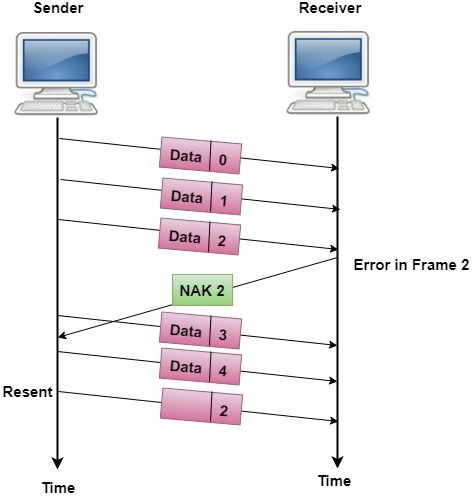 Sender
Receiver
Data 0
Data 1
Data 2
Error in Frame 2
NAK 2
Data 3
Data 4
Resent
2
Time
Time